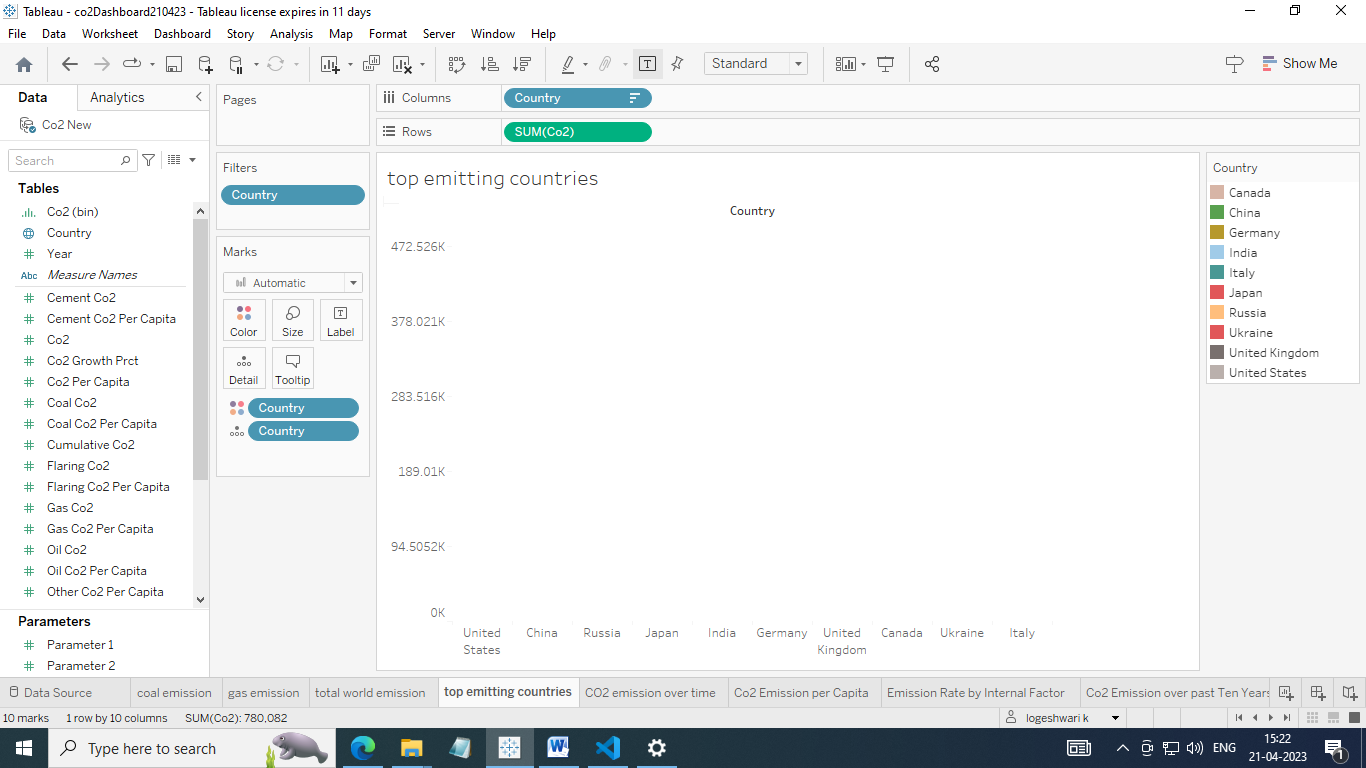 Tableau - co2Dashboard210423 - Tableau license expires in 11 days
File Data Worksheet Dashboard Story Analysis Map Format Server Window Help
Standard
Show Me
Data Analytics
Co2 New
Search
Tables
Co2 (bin)
Country
Year
Abc Measure Names
Cement Co2
Cement Co2 Per Capita
Co2
Co2 Growth Prct
Co2 Per Capita
Coal Co2
Coal Co2 Per Capita
Cumulative Co2
Flaring Co2
Flaring Co2 Per Capita
Gas Co2
Gas Co2 Per Capita
Oil Co2
Oil Co2 Per Capita
Other Co2 Per Capita
Parameters
Parameter 1
Parameter 2
Pages
Filters
Country
Marks
Automatic
Color Size Label
Detail Tooltip
Country
Country
Columns Country
Rows SUM(Co2)
top emitting countries
Country
472.526K
378.021K
283.516K
189.01K
94.5052K
0K
United States China Russia Japan India Germany United Kingdom Canada Ukraine Italy
Country
Canada
China
Germany
India
Italy
Japan
Russia
Ukraine
United Kingdom
United States
Data Source coal emission gas emission total world emission top emitting countries CO2 emission over time Co2 Emission per Capita Emission Rate by Internal Factor Co2 Emission over past Ten Years
10 marks 1 row by 10 columns SUM(Co2): 780,082 logeshwari k
Type here to search ENG 15:22
21-04-2023 1